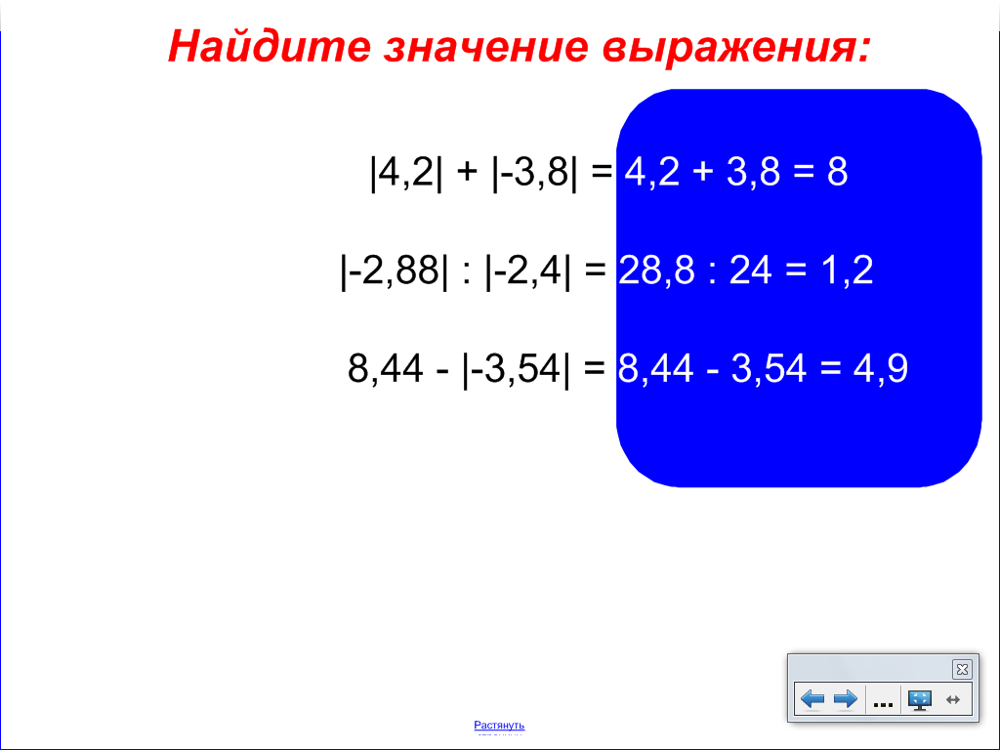 Найдите значение выражения:
|4,2| + |-3,8| = 4,2 + 3,8 = 8
|-2,88| : |-2,4| = 28,8 : 24 = 1,2
8,44 - |-3,54| = 8,44 - 3,54 = 4,9
...
Растянуть